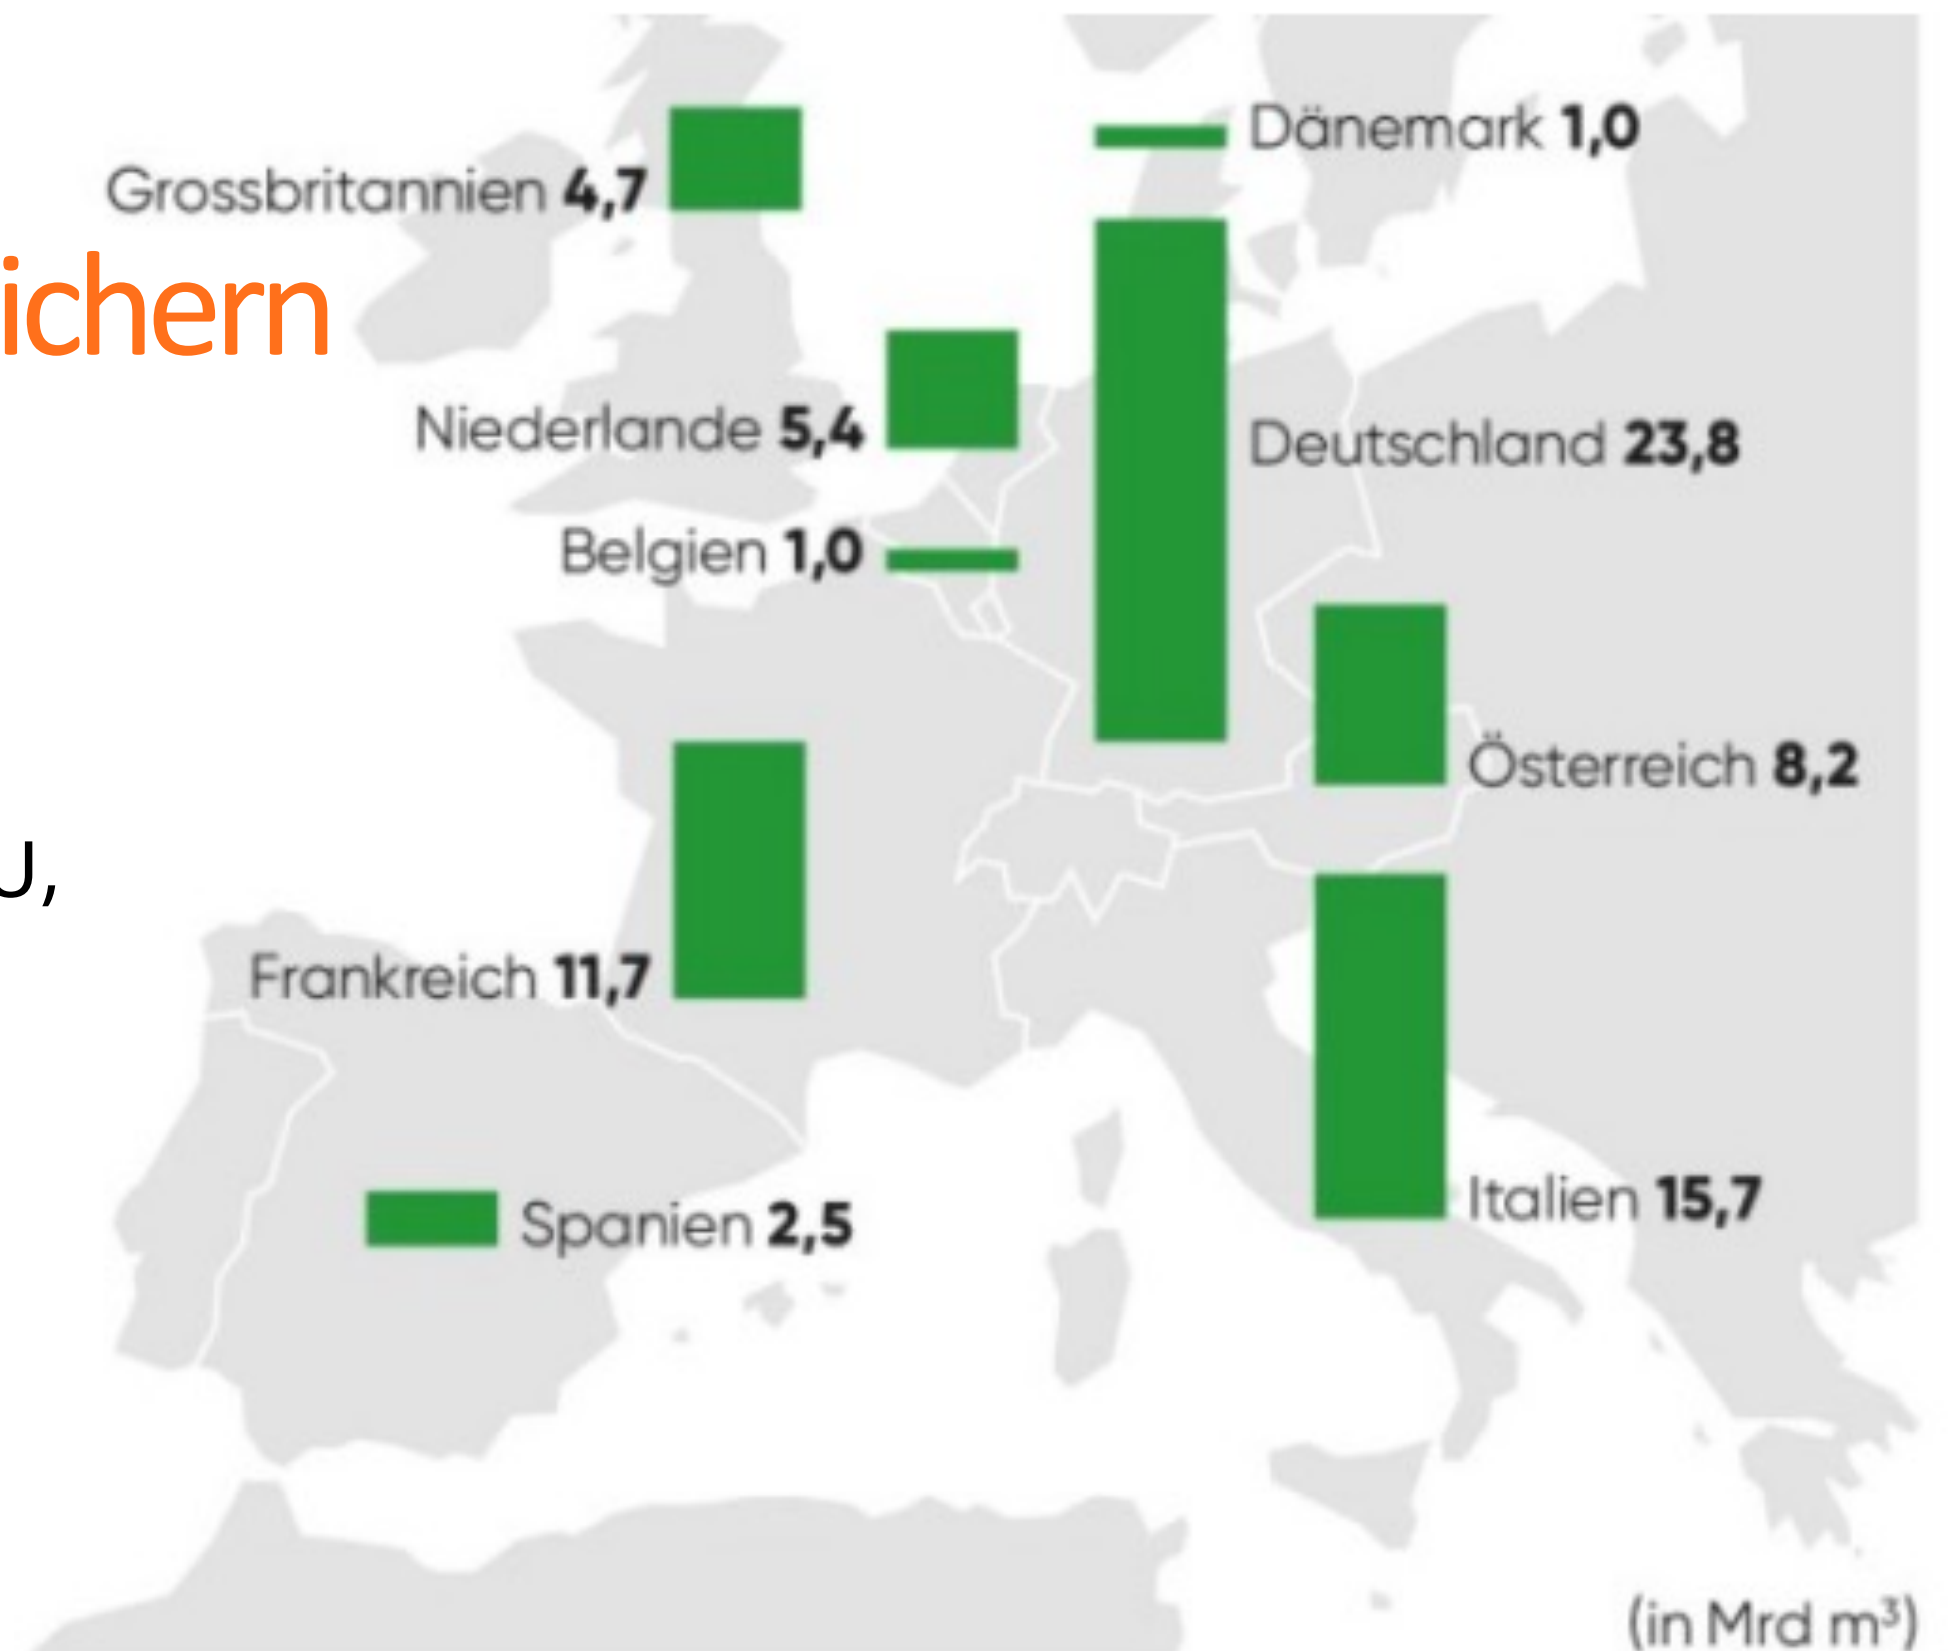 Dänemark 1,0
Grossbritannien 4,7
ichern
Niederlande 5,4
Deutschland 23,8
Belgien 1,0
Österreich 8,2
U,
Frankreich 11,7
Italien 15,7
Spanien 2,5
(in Mrd m³)